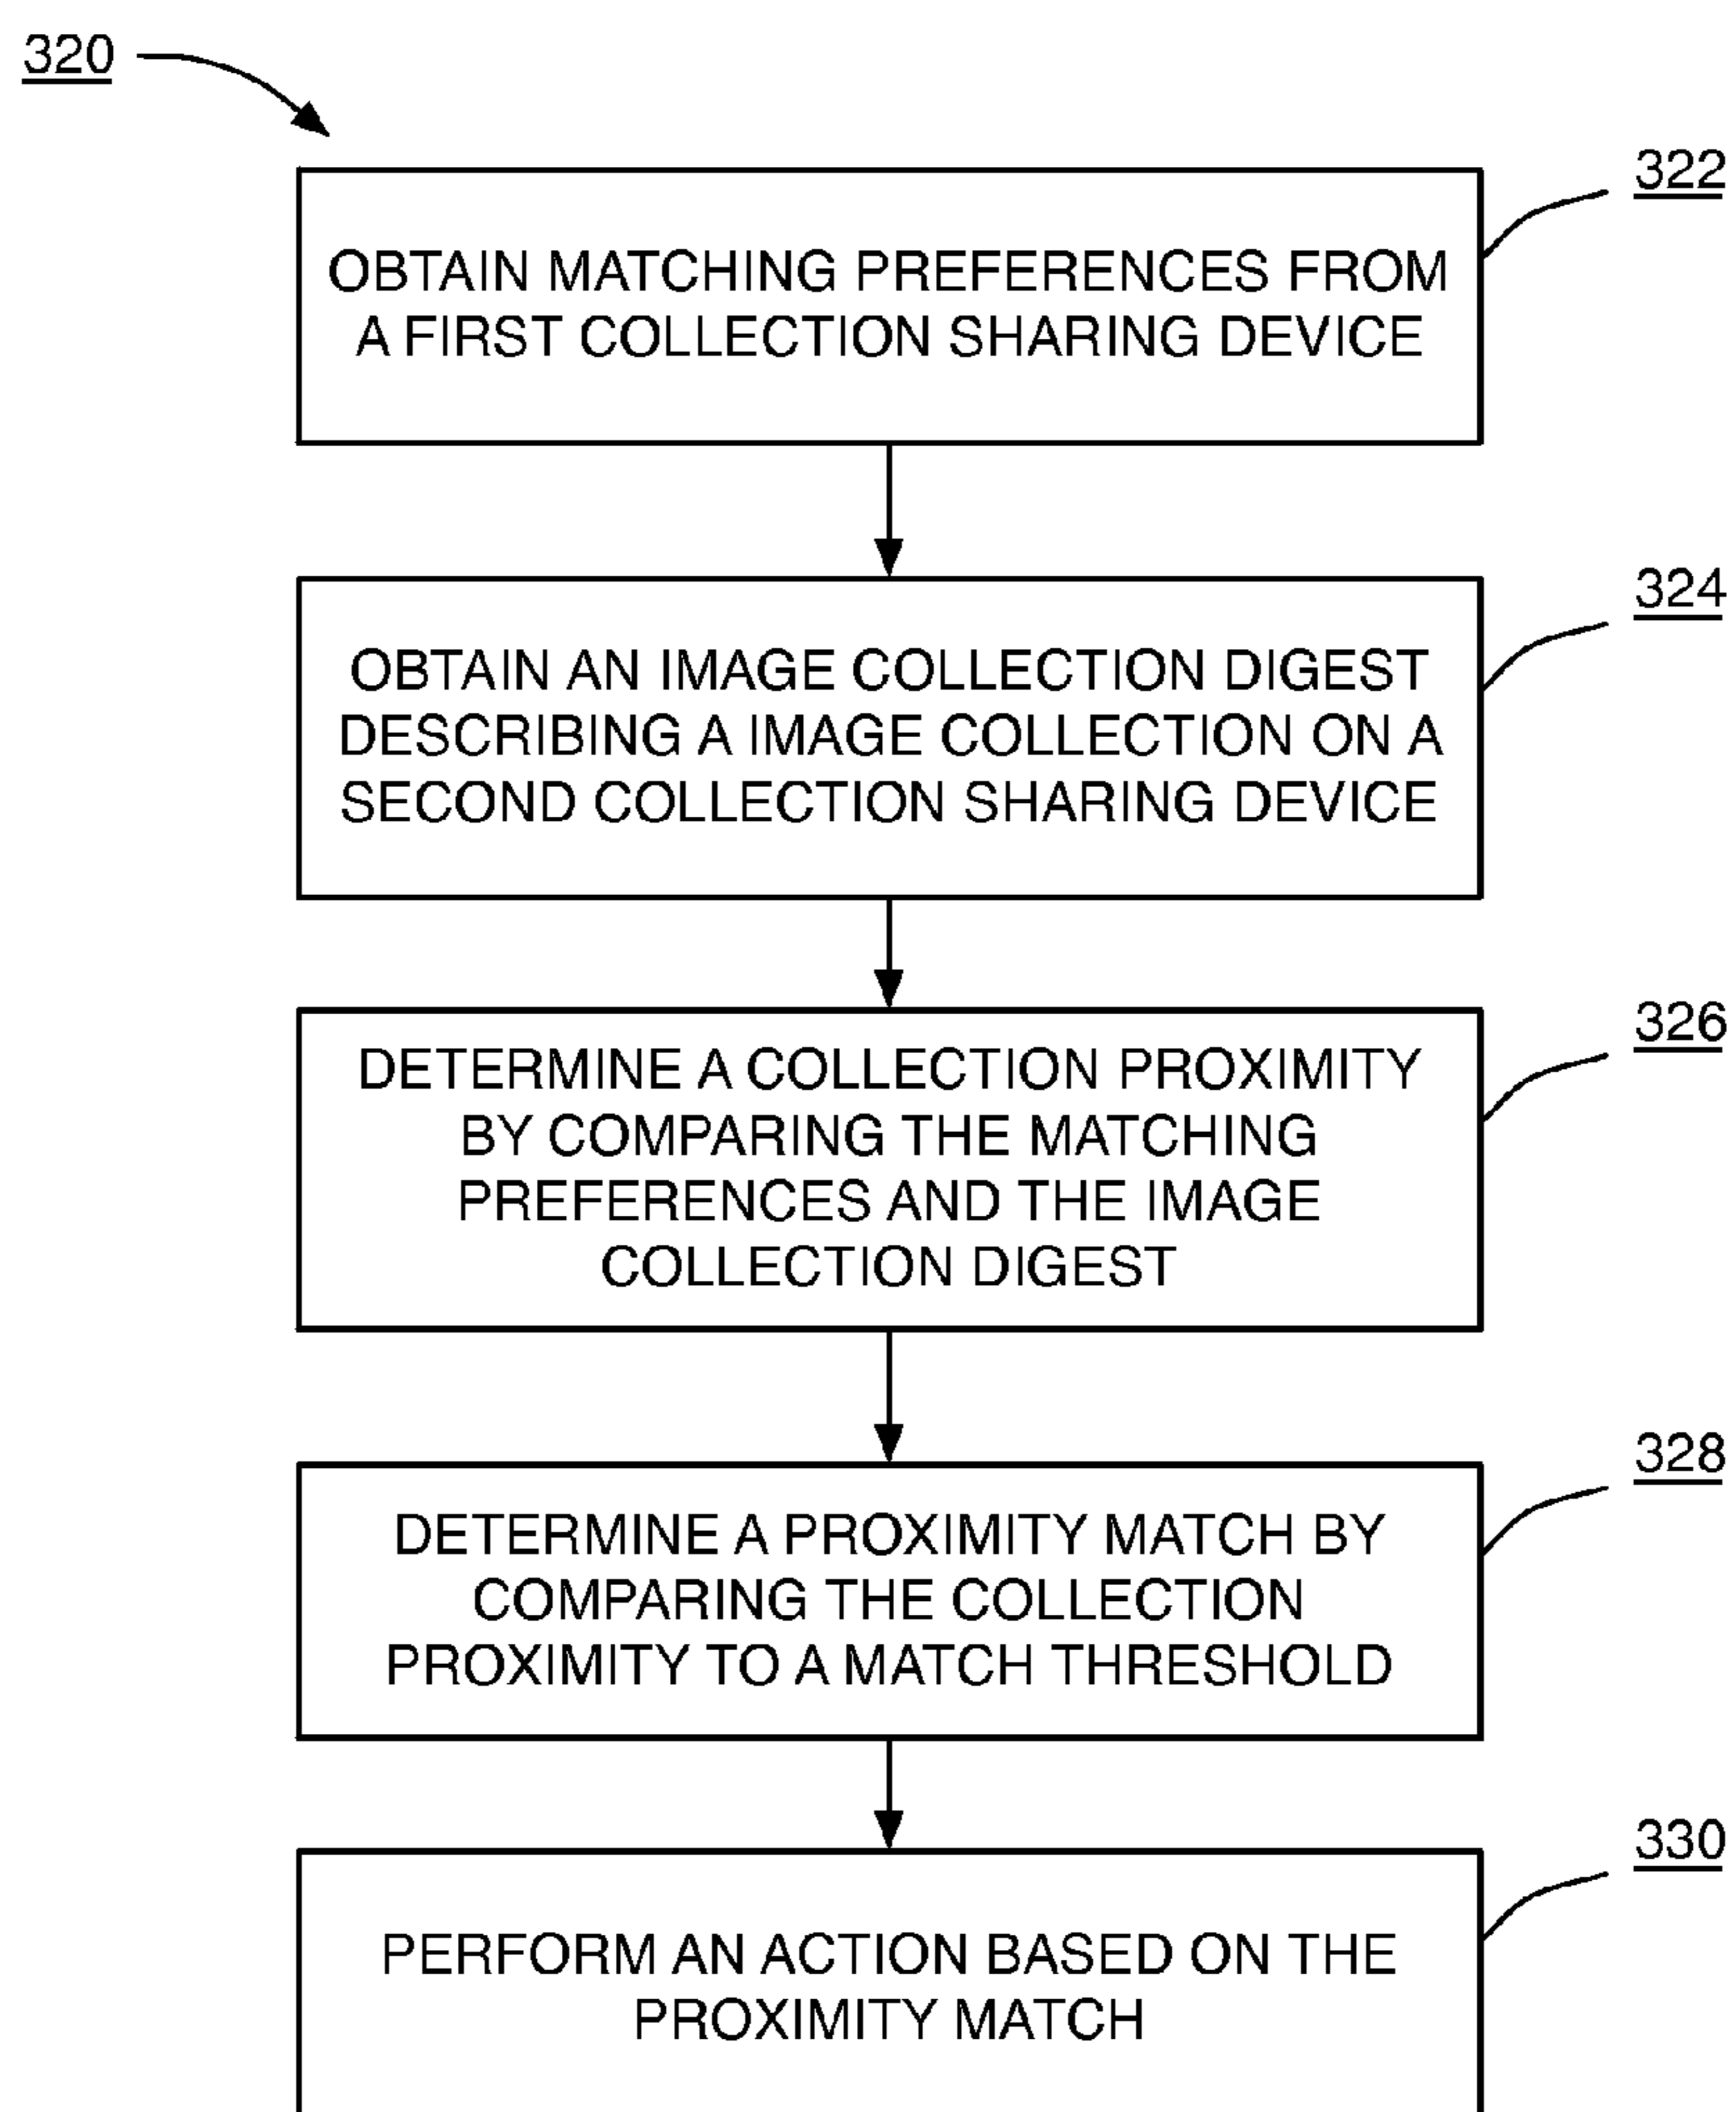 320
322
OBTAIN MATCHING PREFERENCES FROM
A FIRST COLLECTION SHARING DEVICE
324
OBTAIN AN IMAGE COLLECTION DIGEST
DESCRIBING A IMAGE COLLECTION ON A
SECOND COLLECTION SHARING DEVICE
326
DETERMINE A COLLECTION PROXIMITY
BY COMPARING THE MATCHING
PREFERENCES AND THE IMAGE
COLLECTION DIGEST
328
DETERMINE A PROXIMITY MATCH BY
COMPARING THE COLLECTION
PROXIMITY TO A MATCH THRESHOLD
330
PERFORM AN ACTION BASED ON THE
PROXIMITY MATCH